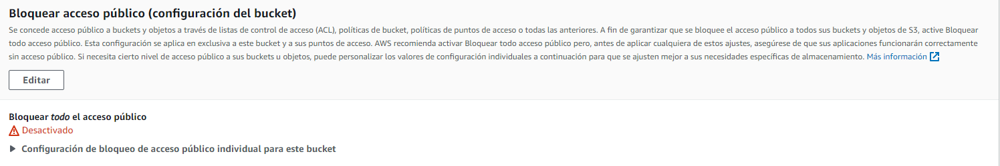 Bloquear acceso público (configuración del bucket)
Se concede acceso público a buckets y objetos a través de listas de control de acceso (ACL), políticas de bucket, políticas de puntos de acceso o todas las anteriores. A fin de garantizar que se bloquee el acceso público a todos sus buckets y objetos de S3, active Bloquear
todo acceso público. Esta configuración se aplica en exclusiva a este bucket y a sus puntos de acceso. AWS recomienda activar Bloquear todo acceso público pero, antes de aplicar cualquiera de estos ajustes, asegúrese de que sus aplicaciones funcionarán correctamente
sin acceso público. Si necesita cierto nivel de acceso público a sus buckets u objetos, puede personalizar los valores de configuración individuales a continuación para que se ajusten mejor a sus necesidades específicas de almacenamiento. Más información
Editar
Bloquear todo el acceso público
Desactivado
Configuración de bloqueo de acceso público individual para este bucket